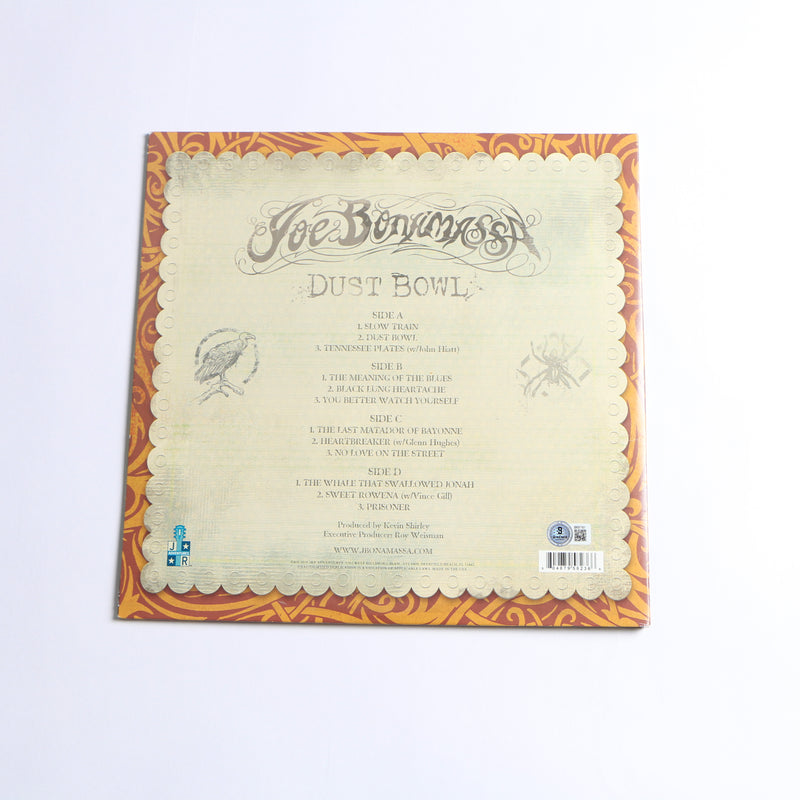 Joe Bonamassa
DUST BOWL
SIDE A
1. SLOW TRAIN
2. DUST BOWL
3. TENNESSEE PLATES (w/John Hiatt)
SIDE B
1. THE MEANING OF THE BLUES
2. BLACK LUNG HEARTACHE
3. YOU BETTER WATCH YOURSELF
SIDE C
1. THE LAST MATADOR OF BAYONNE
2. HEARTBREAKER (w/Glenn Hughes)
3. NO LOVE ON THE STREET
SIDE D
1. THE WHALE THAT SWALLOWED JONAH
2. SWEET ROWENA (w/Vince Gill)
3. PRISONER
Produced by Kevin Shirley
Executive Producer: Roy Weisman
WWW.JBONAMASSA.COM
J
ADVENTURES
R